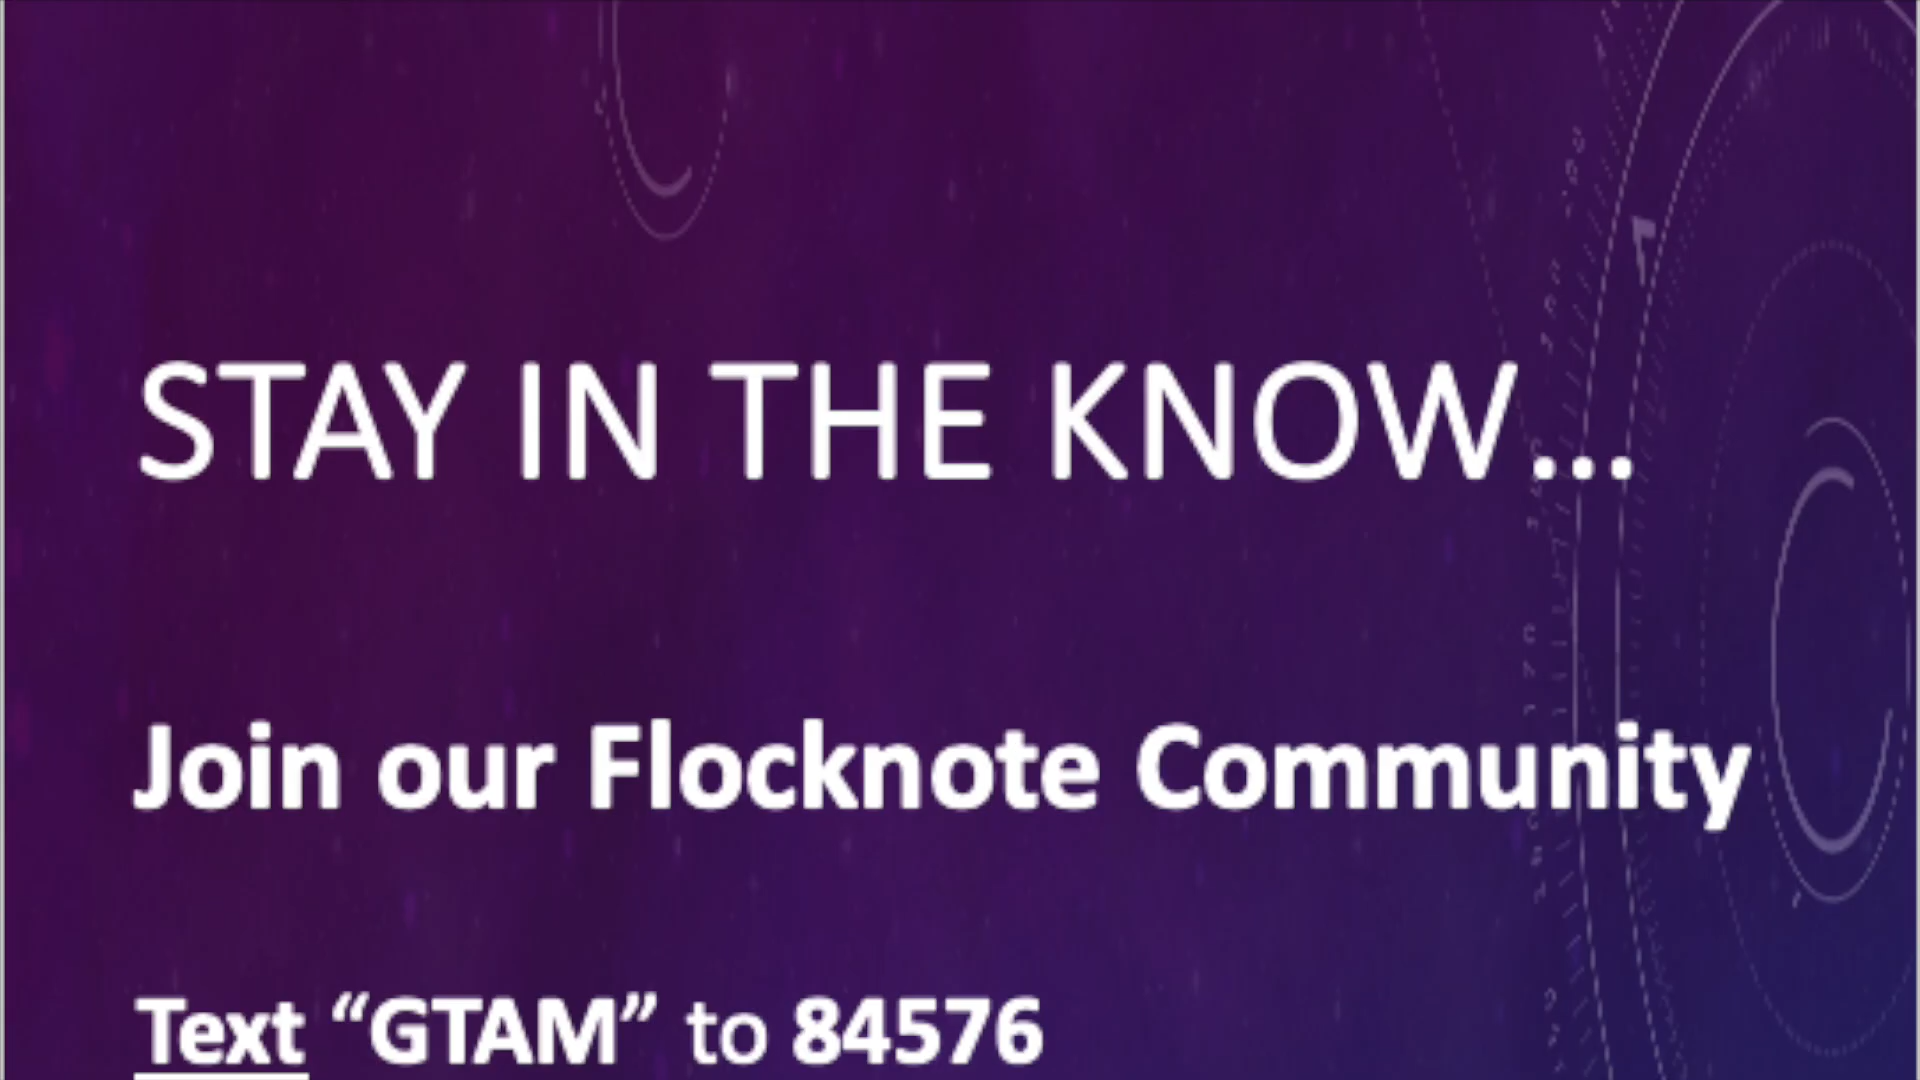 STAY IN THE KNOW...
Join our Flocknote Community
Text “GTAM” to 84576